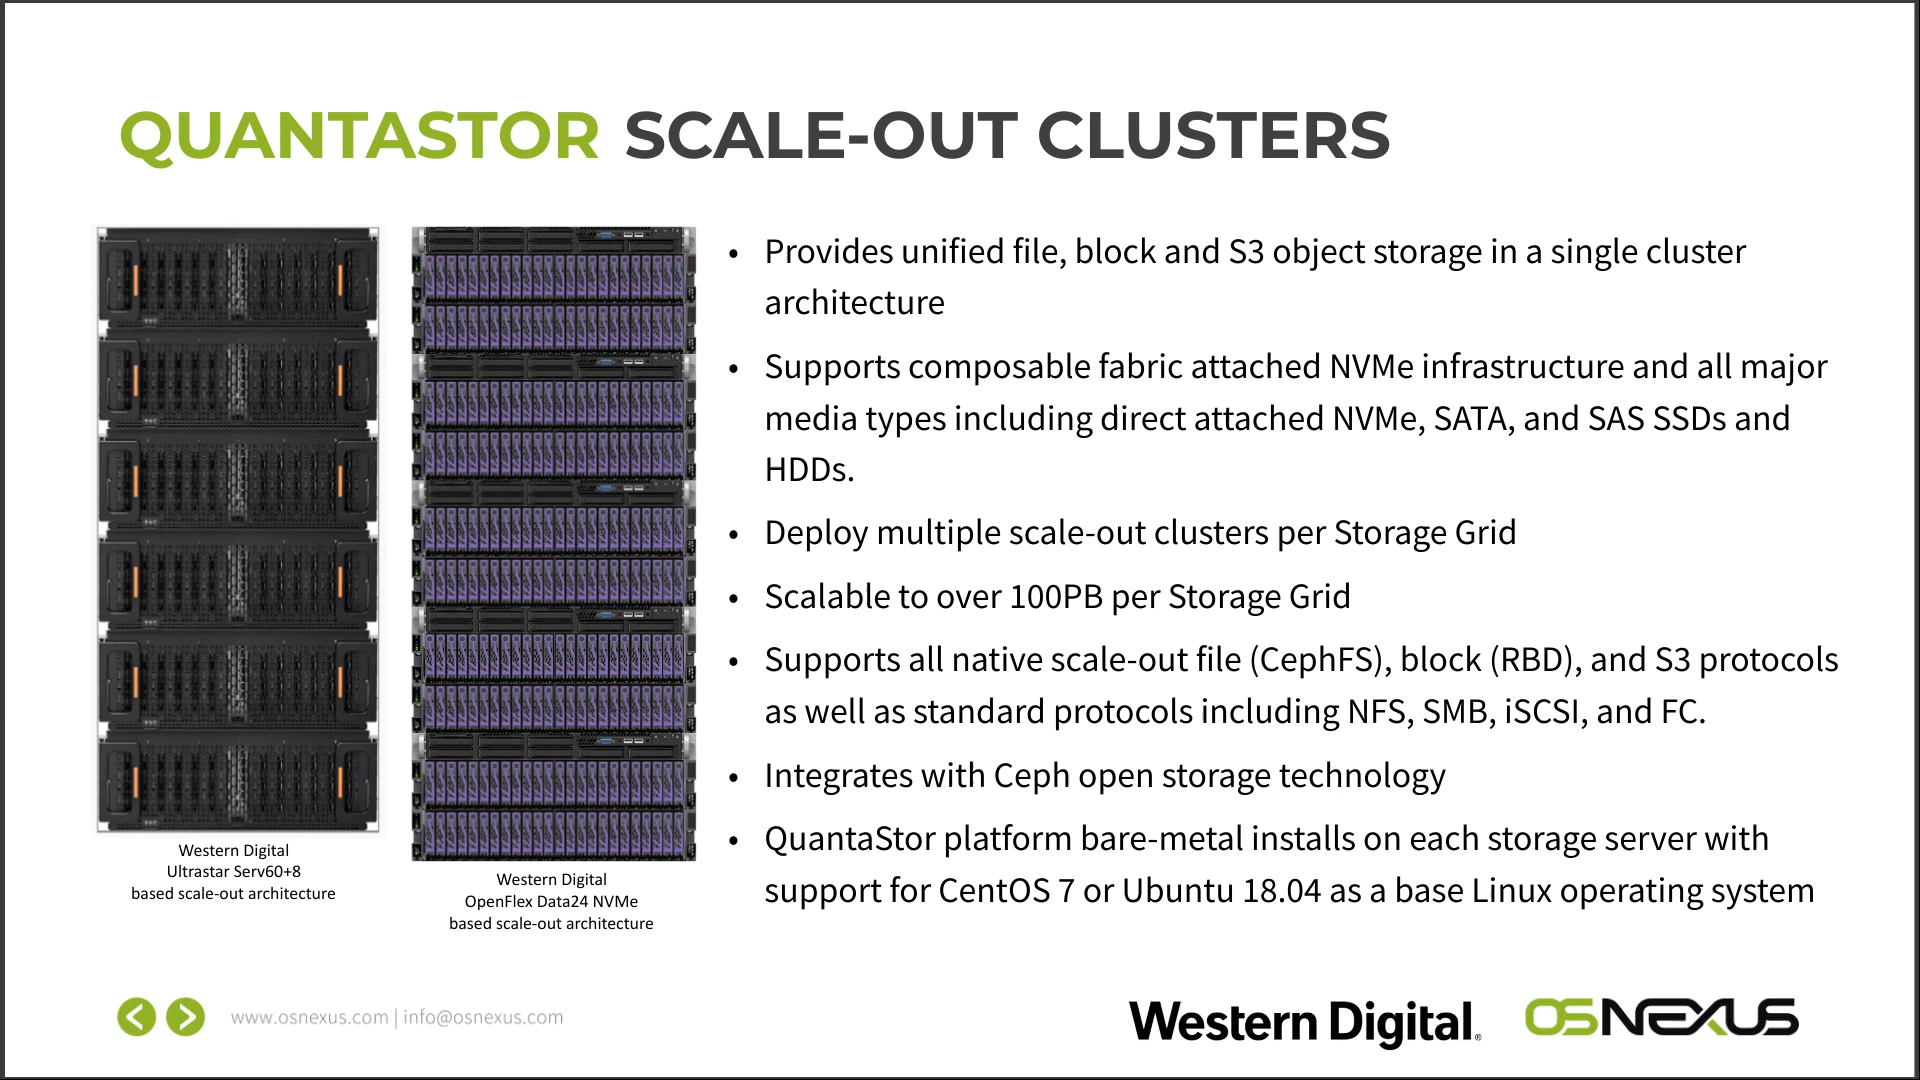 QUANTASTOR SCALE-OUT CLUSTERS
• Provides unified file, block and S3 object storage in a single cluster
architecture
• Supports composable fabric attached NVMe infrastructure and all major
media types including direct attached NVMe, SATA, and SAS SSDs and
HDDs.
• Deploy multiple scale-out clusters per Storage Grid
• Scalable to over 100PB per Storage Grid
• Supports all native scale-out file (CephFS), block (RBD), and S3 protocols
as well as standard protocols including NFS, SMB, iSCSI, and FC.
• Integrates with Ceph open storage technology
• QuantaStor platform bare-metal installs on each storage server with
support for CentOS 7 or Ubuntu 18.04 as a base Linux operating system
Western Digital
Ultrastar Serv60+8
based scale-out architecture
Western Digital
OpenFlex Data24 NVMe
based scale-out architecture
www.osnexus.com | info@osnexus.com
Western Digital®
OSNEXUS